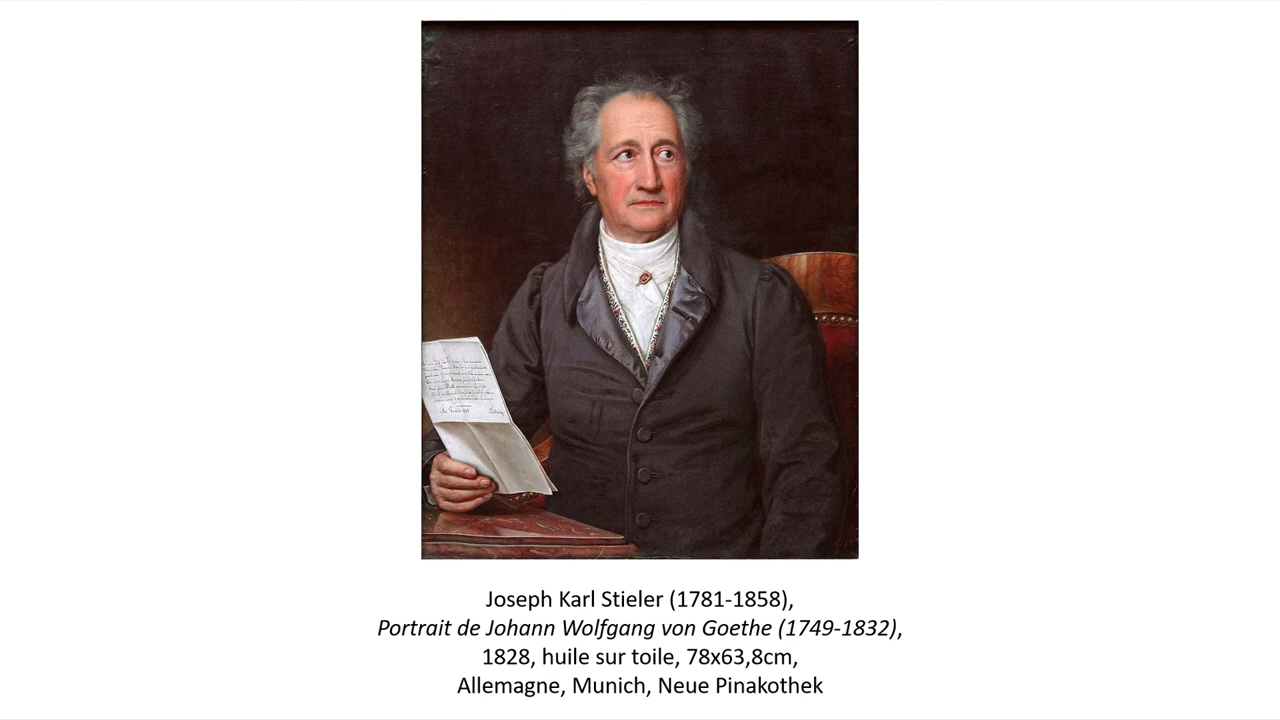 Joseph Karl Stieler (1781-1858),
Portrait de Johann Wolfgang von Goethe (1749-1832),
1828, huile sur toile, 78x63,8cm,
Allemagne, Munich, Neue Pinakothek